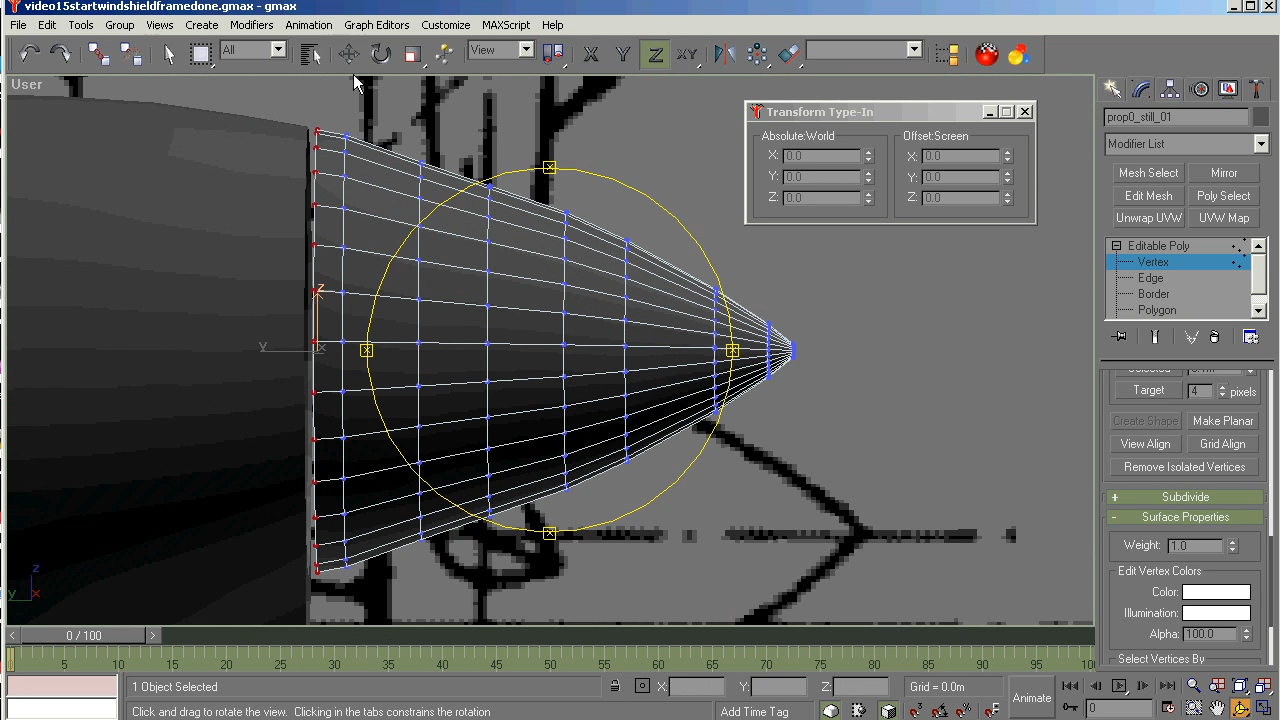 video15startwindshieldframedone.gmax - gmax
File Edit Tools Group Views Create Modifiers Animation Graph Editors Customize MAXScript Help
All View X Y Z XY
User
Transform Type-In
Absolute:World Offset:Screen
X: 0.0 X: 0.0
Y: 0.0 Y: 0.0
Z: 0.0 Z: 0.0
prop0_still_01
Modifier List
Mesh Select Mirror
Edit Mesh Poly Select
Unwrap UVW UVW Map
Editable Poly
Vertex
Edge
Border
Polygon
Target 4 pixels
Create Shape Make Planar
View Align Grid Align
Remove Isolated Vertices
+ Subdivide
- Surface Properties
Weight: 1.0
Edit Vertex Colors
Color:
Illumination:
Alpha: 100.0
Select Vertices By
z
y x
z
y x
< 0 / 100 >
0 5 10 15 20 25 30 35 40 45 50 55 60 65 70 75 80 85 90 95 100
1 Object Selected X: Y: Z: Grid = 0.0m Animate
Click and drag to rotate the view. Clicking in the tabs constrains the rotation Add Time Tag 0